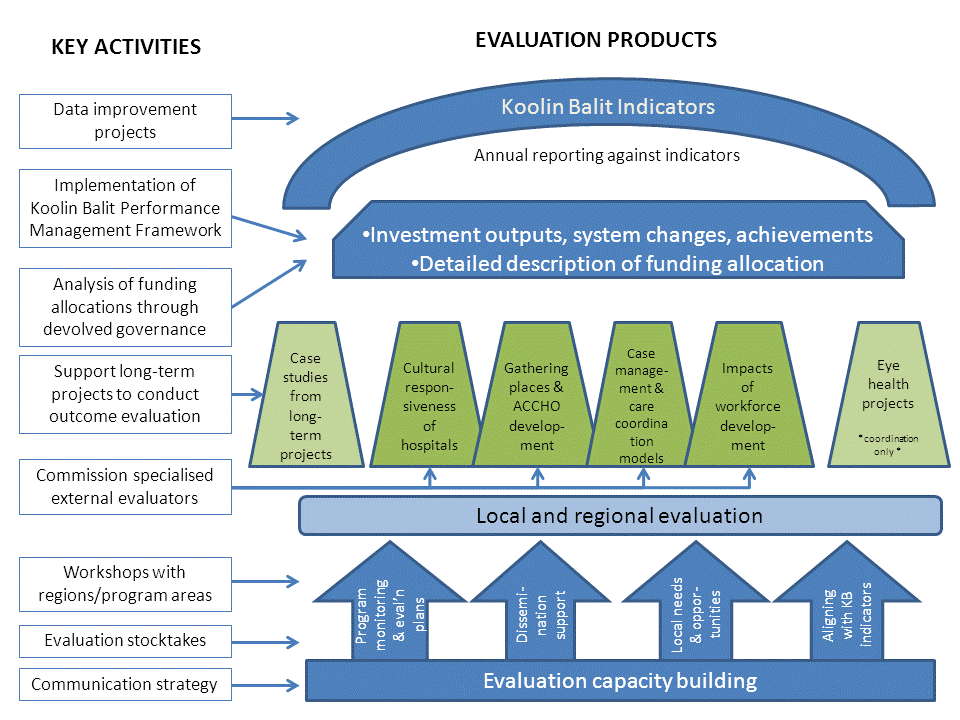 KEY ACTIVITIES
EVALUATION PRODUCTS
Data improvement
projects
Implementation of
Koolin Balit Performance
Management Framework
Analysis of funding
allocations through
devolved governance
Support long-term
projects to conduct
outcome evaluation
Commission specialised
external evaluators
Workshops with
regions/program areas
Evaluation stocktakes
Communication strategy
Koolin Balit Indicators
Annual reporting against indicators
•Investment outputs, system changes, achievements
•Detailed description of funding allocation
Case
studies
from
long-
term
projects
Cultural
respon-
siveness
of
hospitals
Gathering
places &
ACCHO
develop-
ment
Case
manage-
ment &
care
coordina
tion
models
Impacts
of
workforce
develop-
ment
Eye
health
projects
*coordination
only *
Local and regional evaluation
Program
monitoring
& eval'n
plans
Dissemi-
nation
support
Local needs
& oppor-
tunities
Aligning
with KB
indicators
Evaluation capacity building